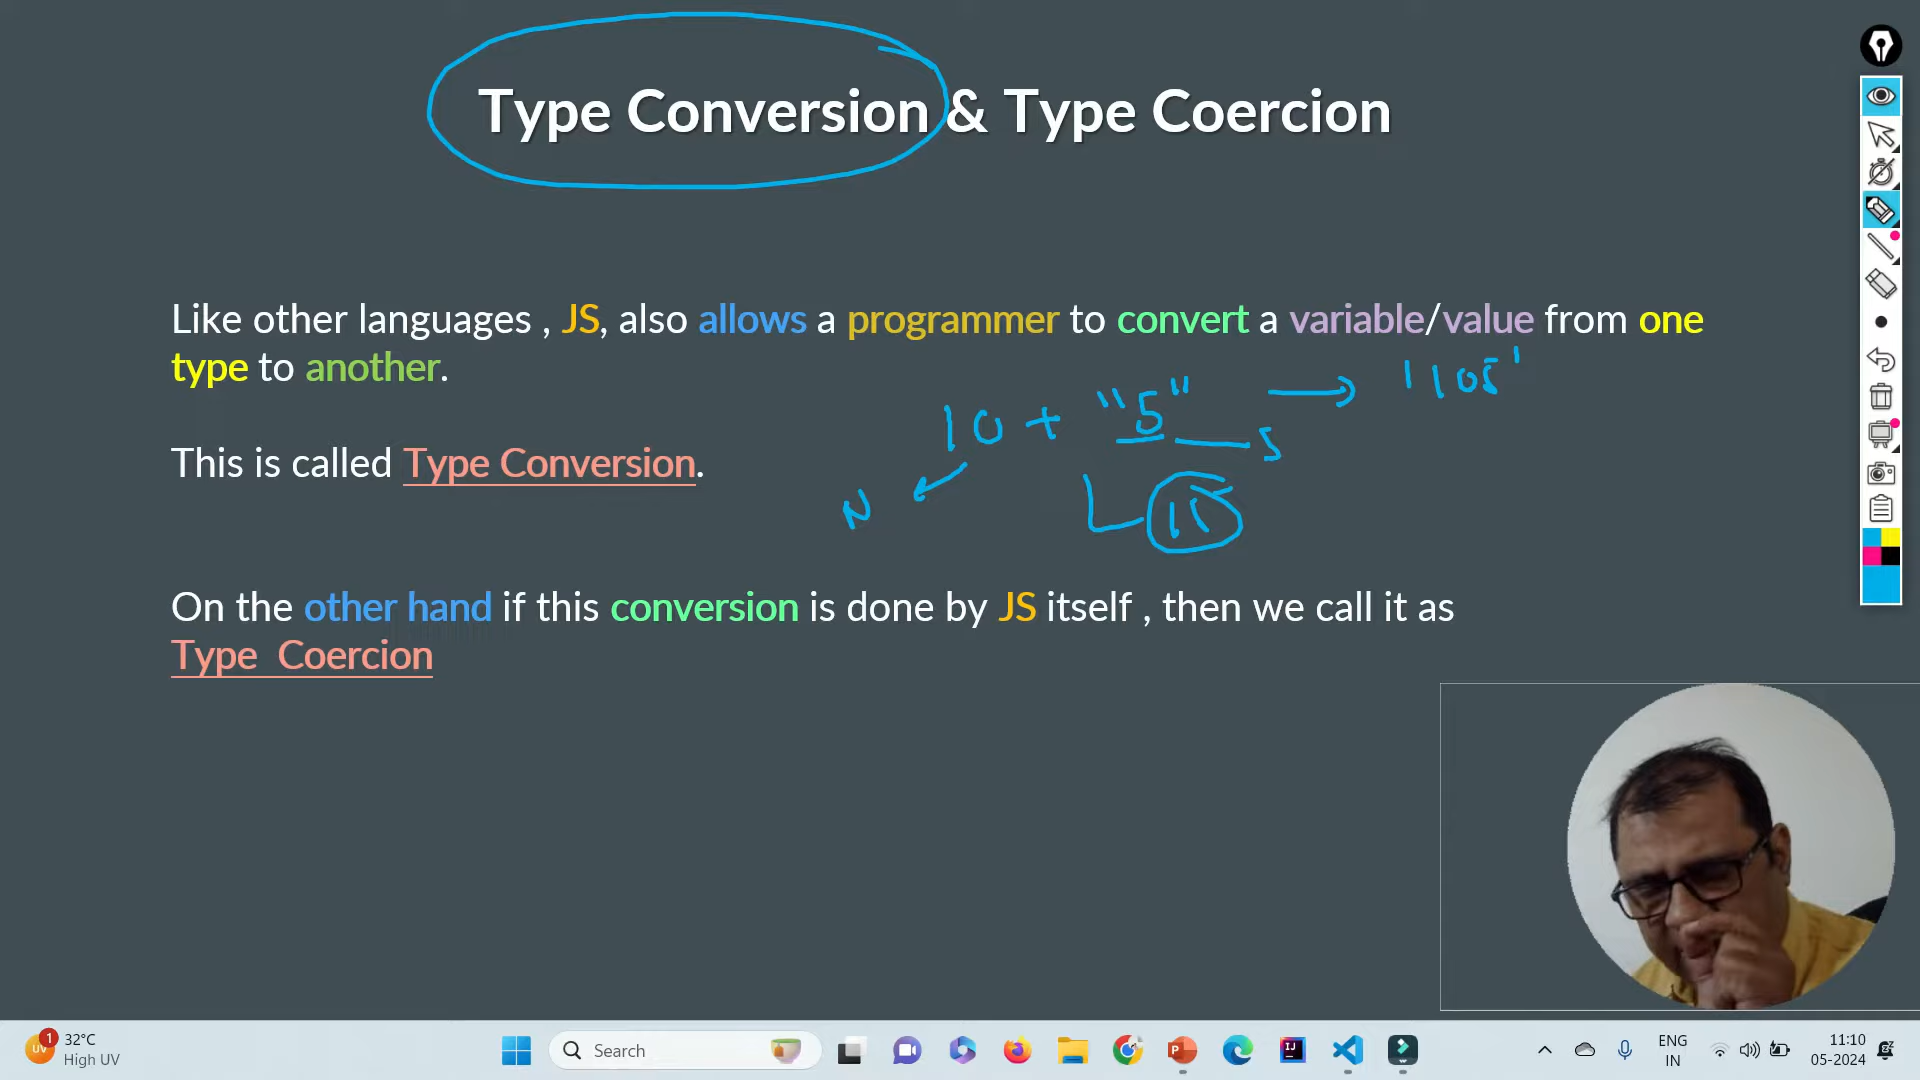 Type Conversion & Type Coercion
Like other languages , JS, also allows a programmer to convert a variable/value from one
type to another.
10 + "5" '105'
N S
15
This is called Type Conversion.
On the other hand if this conversion is done by JS itself , then we call it as
Type Coercion
1
UV
32°C
High UV
Search
ENG
IN
11:10
05-2024